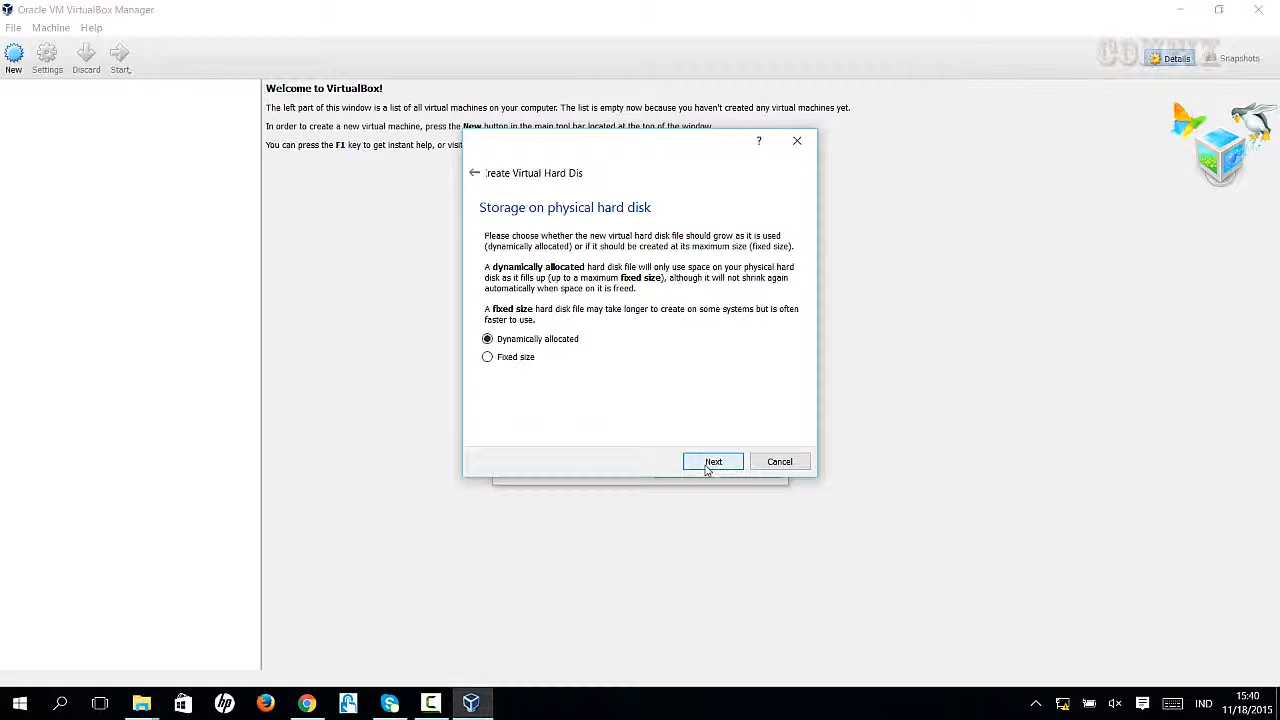 Oracle VM VirtualBox Manager
File Machine Help
New Settings Discard Start
Details Snapshots
Welcome to VirtualBox!
The left part of this window is a list of all virtual machines on your computer. The list is empty now because you haven't created any virtual machines yet.
In order to create a new virtual machine, press the New button in the main tool bar located at the top of the window.
You can press the F1 key to get instant help, or visit
?
reate Virtual Hard Dis
Storage on physical hard disk
Please choose whether the new virtual hard disk file should grow as it is used
(dynamically allocated) or if it should be created at its maximum size (fixed size).
A dynamically allocated hard disk file will only use space on your physical hard
disk as it fills up (up to a maximum fixed size), although it will not shrink again
automatically when space on it is freed.
A fixed size hard disk file may take longer to create on some systems but is often
faster to use.
Dynamically allocated
Fixed size
Next Cancel
hp
IND
15:40
11/18/2015